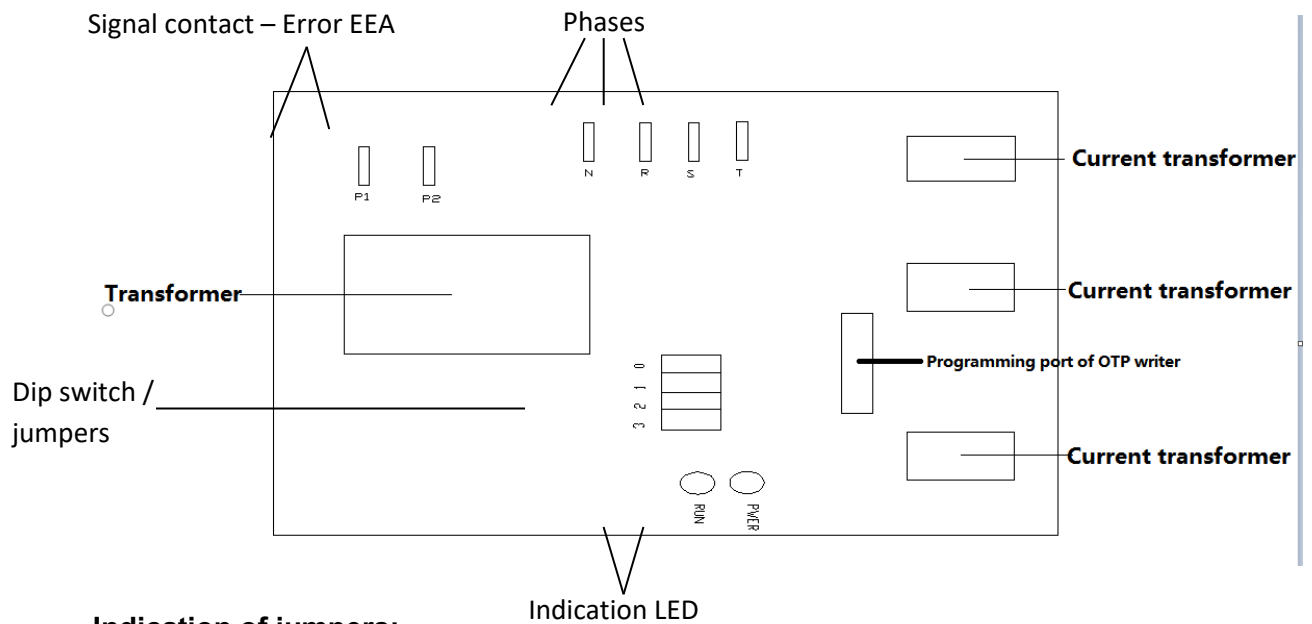 Signal contact – Error EEA
Phases
N
R
S
T
P1
P2
Current transformer
Transformer
Current transformer
Programming port of OTP writer
0
1
2
3
Dip switch /
jumpers
Current transformer
RUN
PWER
Indication LED
Indication of jumpers: